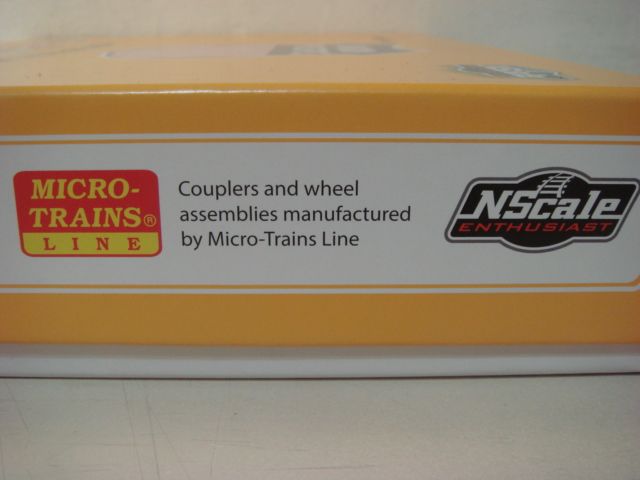 MICRO-
TRAINS®
LINE
Couplers and wheel
assemblies manufactured
by Micro-Trains Line
NScale
ENTHUSIAST